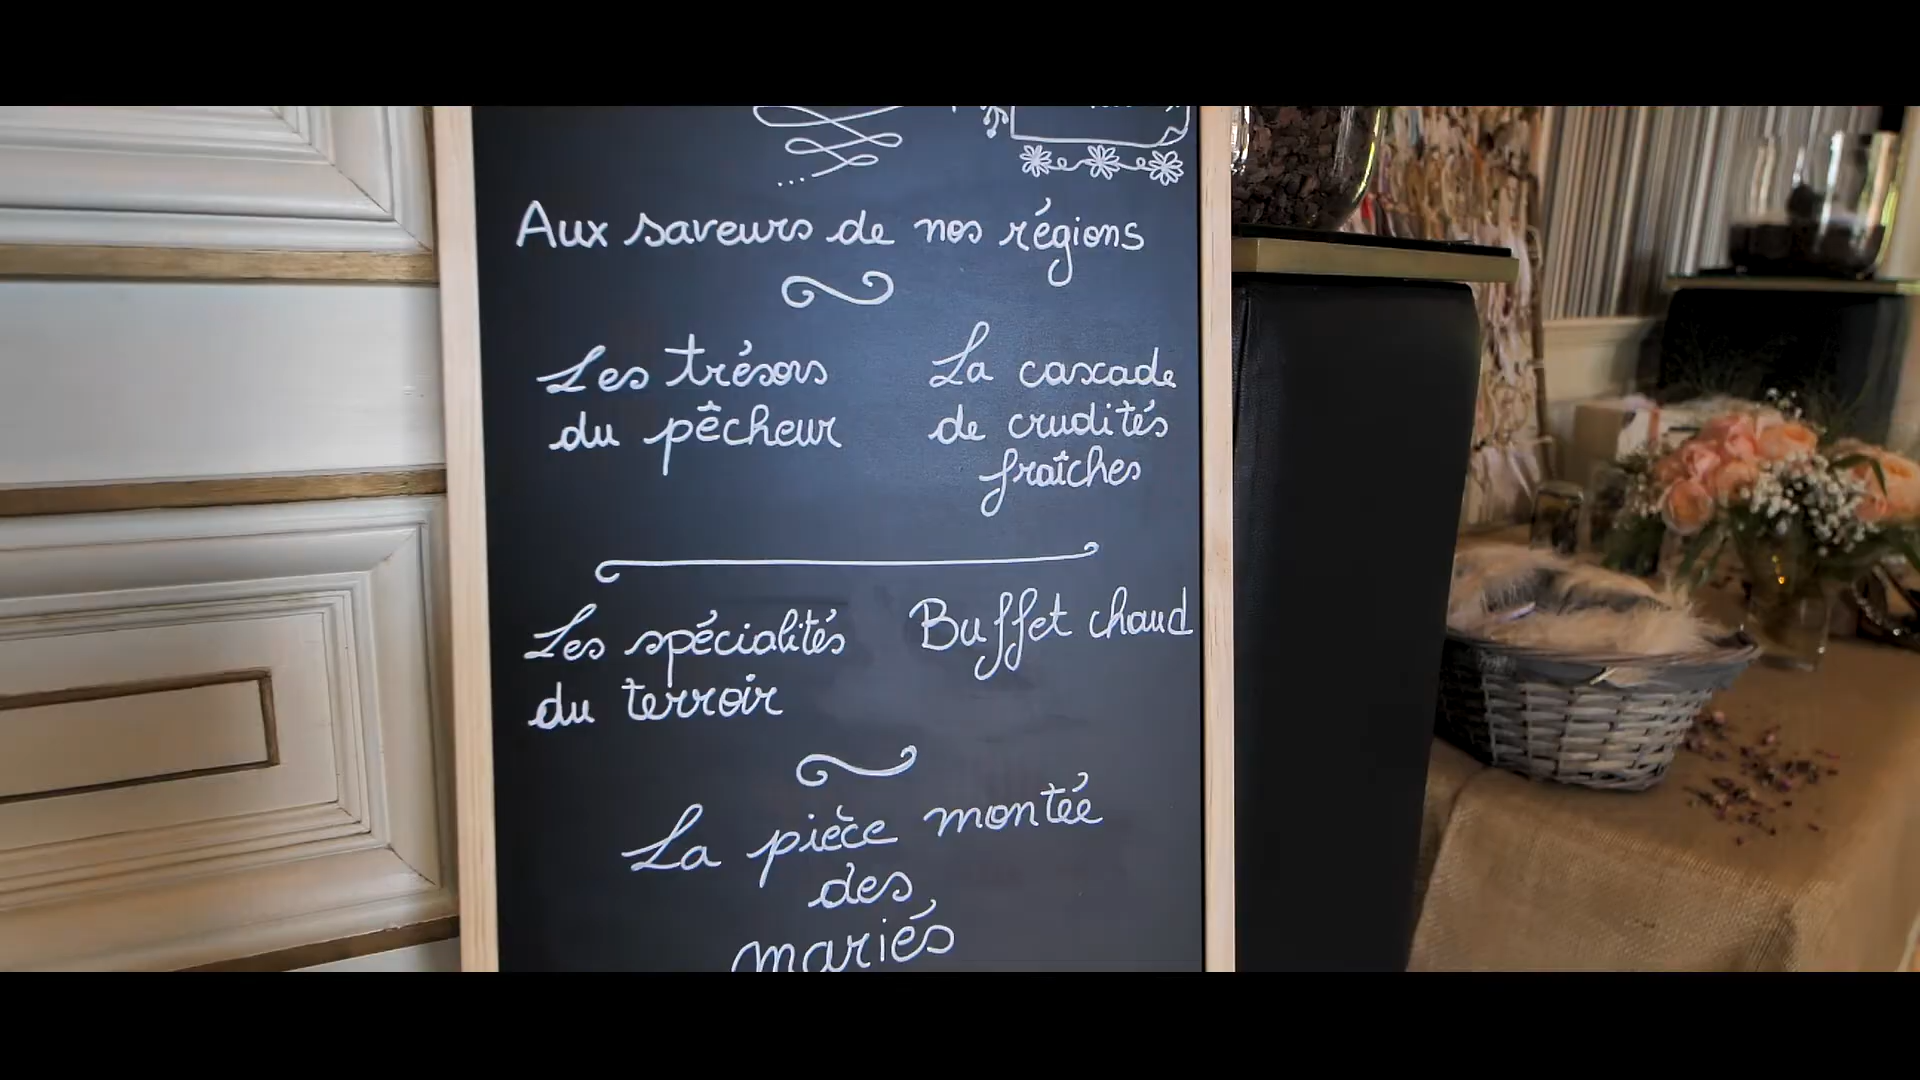 Aux saveurs de nos régions
Les trésors
du pêcheur
La cascade
de crudités
fraîches
Les spécialités
du terroir
Buffet chaud
La pièce montée
des
mariés